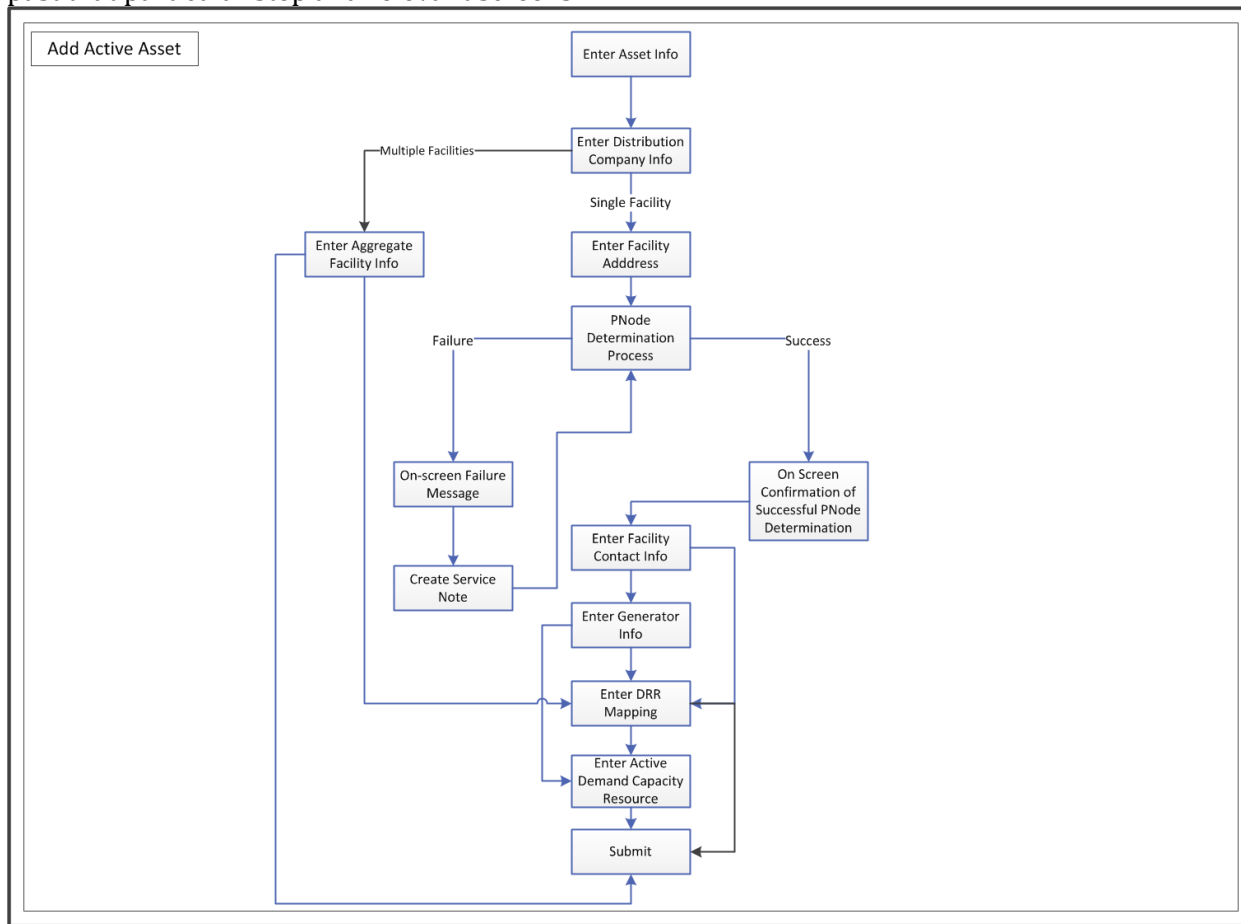 Add Active Asset
Enter Asset Info
Enter Distribution
Company Info
Multiple Facilities
Single Facility
Enter Aggregate
Facility Info
Enter Facility
Adddress
PNode
Determination
Process
Failure
Success
On-screen Failure
Message
On Screen
Confirmation of
Successful PNode
Determination
Enter Facility
Contact Info
Create Service
Note
Enter Generator
Info
Enter DRR
Mapping
Enter Active
Demand Capacity
Resource
Submit